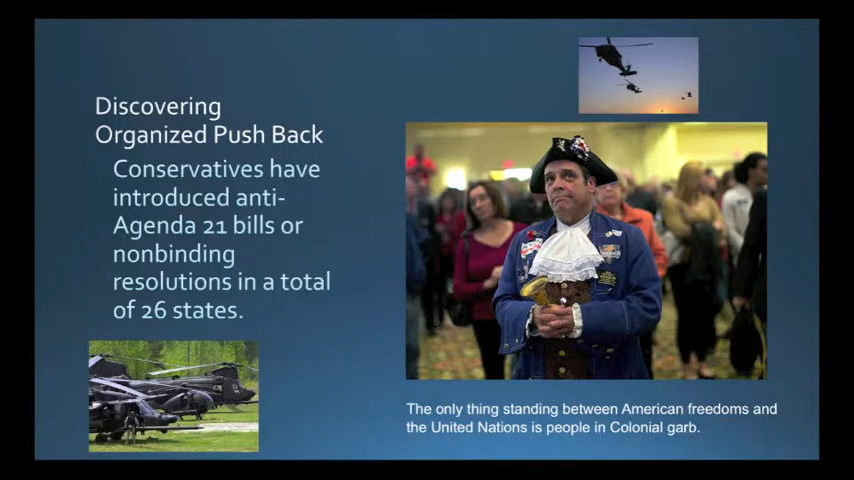 Discovering
Organized Push Back
Conservatives have
introduced anti-
Agenda 21 bills or
nonbinding
resolutions in a total
of 26 states.
The only thing standing between American freedoms and
the United Nations is people in Colonial garb.